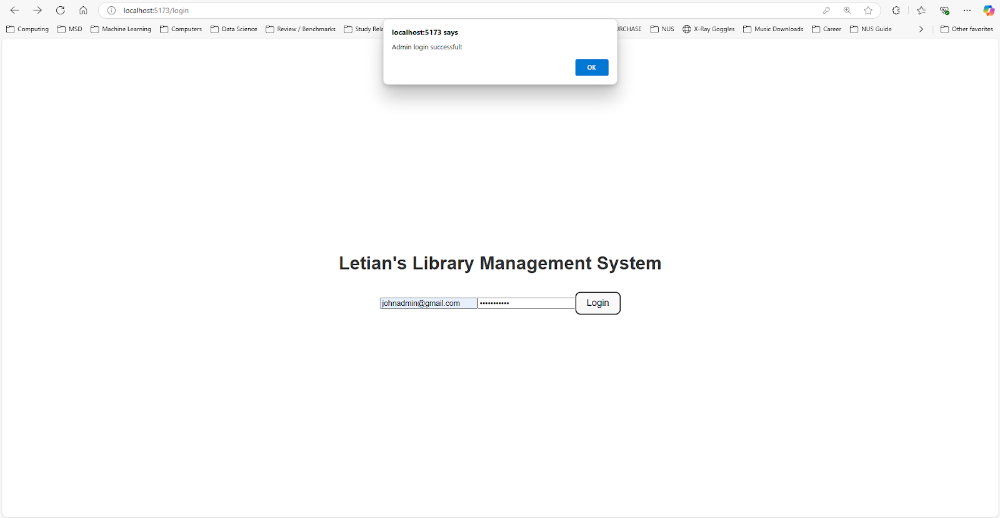 localhost:5173/login
Computing MSD Machine Learning Computers Data Science Review / Benchmarks Study Rela URCHASE NUS X-Ray Goggles Music Downloads Career NUS Guide Other favorites
localhost:5173 says
Admin login successful!
OK
Letian's Library Management System
johnadmin@gmail.com ••••••••••• Login